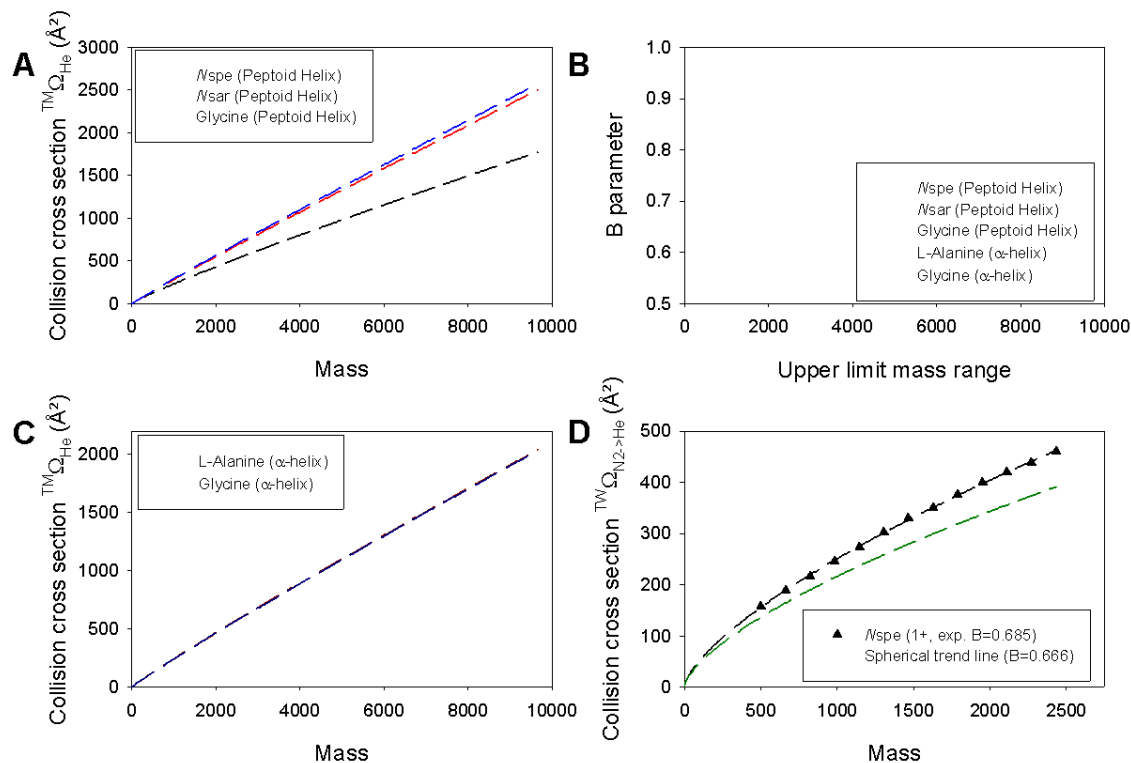 A
Collision cross section ᵀᴹΩHe (Å²)
3000
2500
2000
1500
1000
500
0
Nspe (Peptoid Helix)
Nsar (Peptoid Helix)
Glycine (Peptoid Helix)
0 2000 4000 6000 8000 10000
Mass
B
B parameter
1.0
0.9
0.8
0.7
0.6
0.5
Nspe (Peptoid Helix)
Nsar (Peptoid Helix)
Glycine (Peptoid Helix)
L-Alanine (α-helix)
Glycine (α-helix)
0 2000 4000 6000 8000 10000
Upper limit mass range
C
Collision cross section ᵀᴹΩHe (Å²)
2000
1500
1000
500
0
L-Alanine (α-helix)
Glycine (α-helix)
0 2000 4000 6000 8000 10000
Mass
D
Collision cross section ᵀᵂΩN2->He (Å²)
500
400
300
200
100
0
Nspe (1+, exp. B=0.685)
Spherical trend line (B=0.666)
0 500 1000 1500 2000 2500
Mass